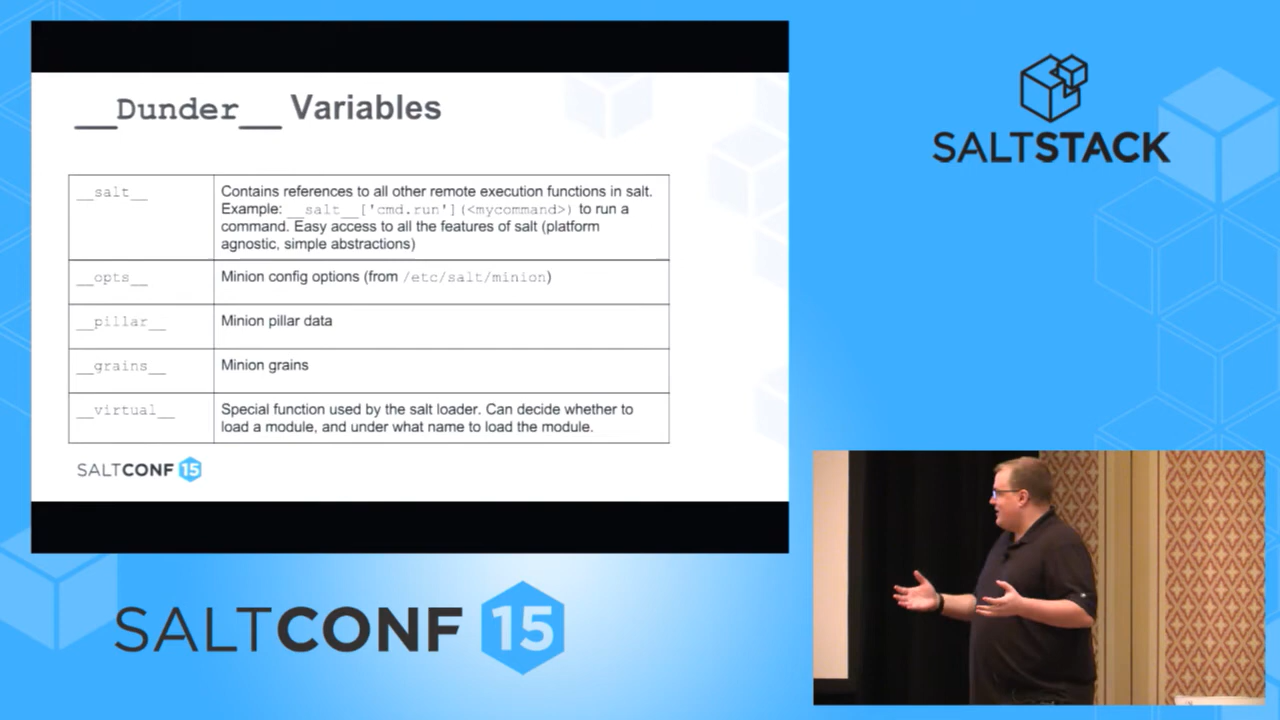 __Dunder__ Variables
__salt__
Contains references to all other remote execution functions in salt.
Example: __salt__['cmd.run'](<mycommand>) to run a
command. Easy access to all the features of salt (platform
agnostic, simple abstractions)
__opts__
Minion config options (from /etc/salt/minion)
__pillar__
Minion pillar data
__grains__
Minion grains
__virtual__
Special function used by the salt loader. Can decide whether to
load a module, and under what name to load the module.
SALTCONF 15
SALTSTACK
SALTCONF 15